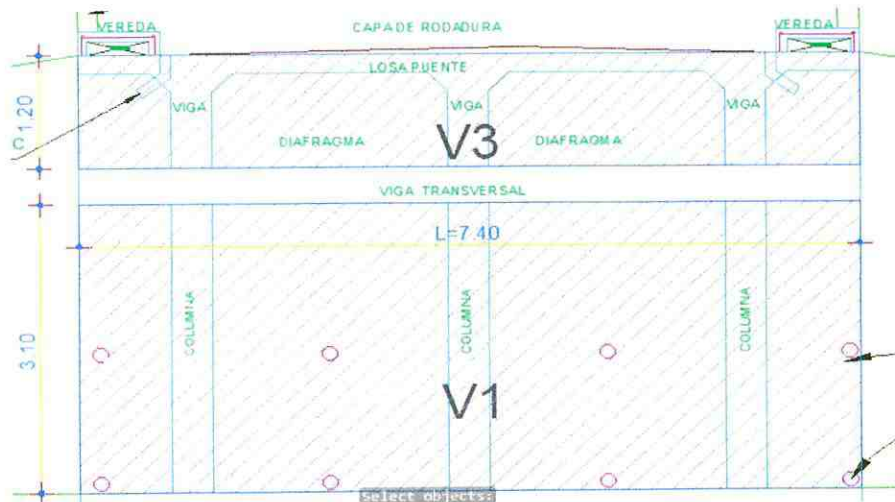 VEREDA
CAPA DE RODADURA
VEREDA
LOSA PUENTE
1.20
VIGA
VIGA
VIGA
DIAFRAGMA
V3
DIAFRAGMA
VIGA TRANSVERSAL
L=7.40
COLUMNA
COLUMNA
COLUMNA
3.10
V1
Select objects: